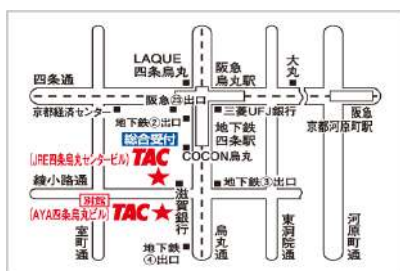 LAQUE
四条烏丸
阪急
烏丸駅
大丸
四条通
阪急㉓出口
京都経済センター
三菱UFJ銀行
阪急
京都河原町駅
地下鉄②出口
地下鉄
四条駅
総合受付
COCON烏丸
[JRE四条烏丸センタービル] TAC
綾小路通
地下鉄③出口
別館
[AYA四条烏丸ビル] TAC
滋賀銀行
室町通
烏丸通
東洞院通
河原町通
地下鉄
④出口